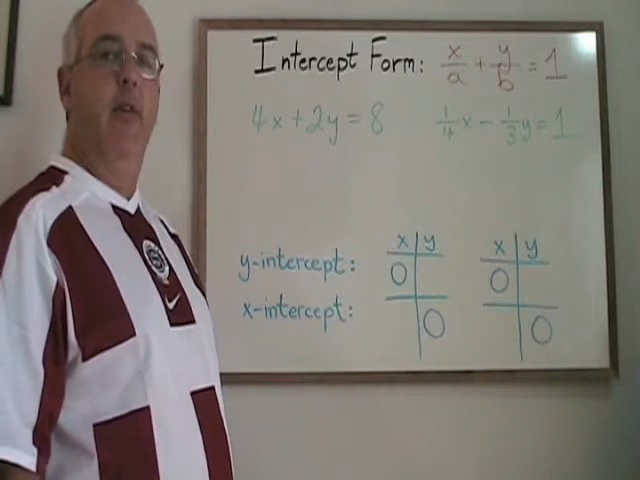 Intercept Form: x/a + y/b = 1
4x + 2y = 8 1/4x - 1/3y = 1
x y x y
y-intercept: 0 0
x-intercept: 0 0